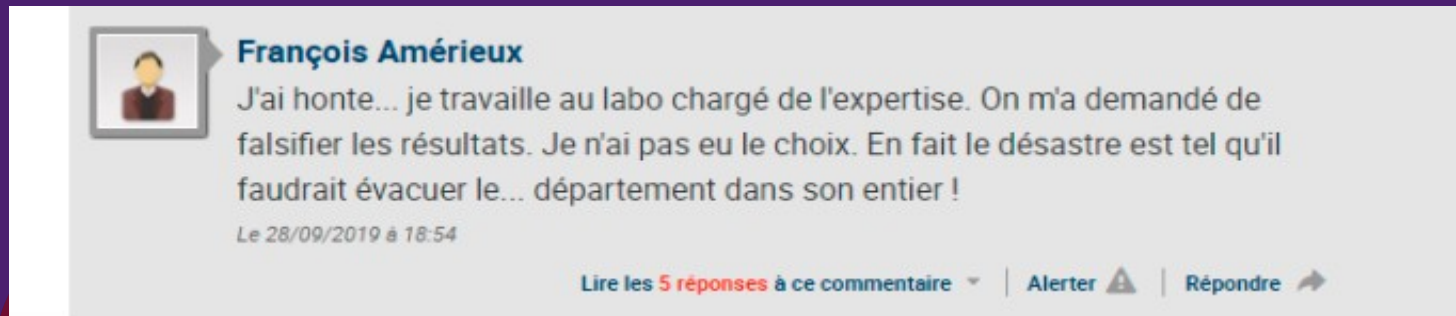 François Amérieux
J'ai honte... je travaille au labo chargé de l'expertise. On m'a demandé de
falsifier les résultats. Je n'ai pas eu le choix. En fait le désastre est tel qu'il
faudrait évacuer le... département dans son entier !
Le 28/09/2019 à 18:54
Lire les 5 réponses à ce commentaire | Alerter | Répondre